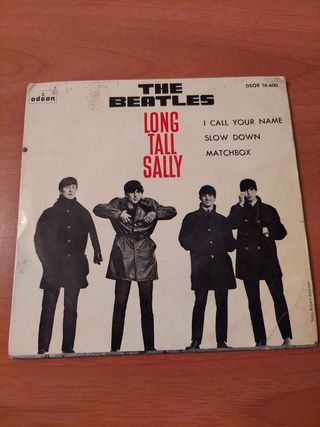 odeon
DSOE 16.600
THE
BEATLES
LONG
TALL
SALLY
I CALL YOUR NAME
SLOW DOWN
MATCHBOX